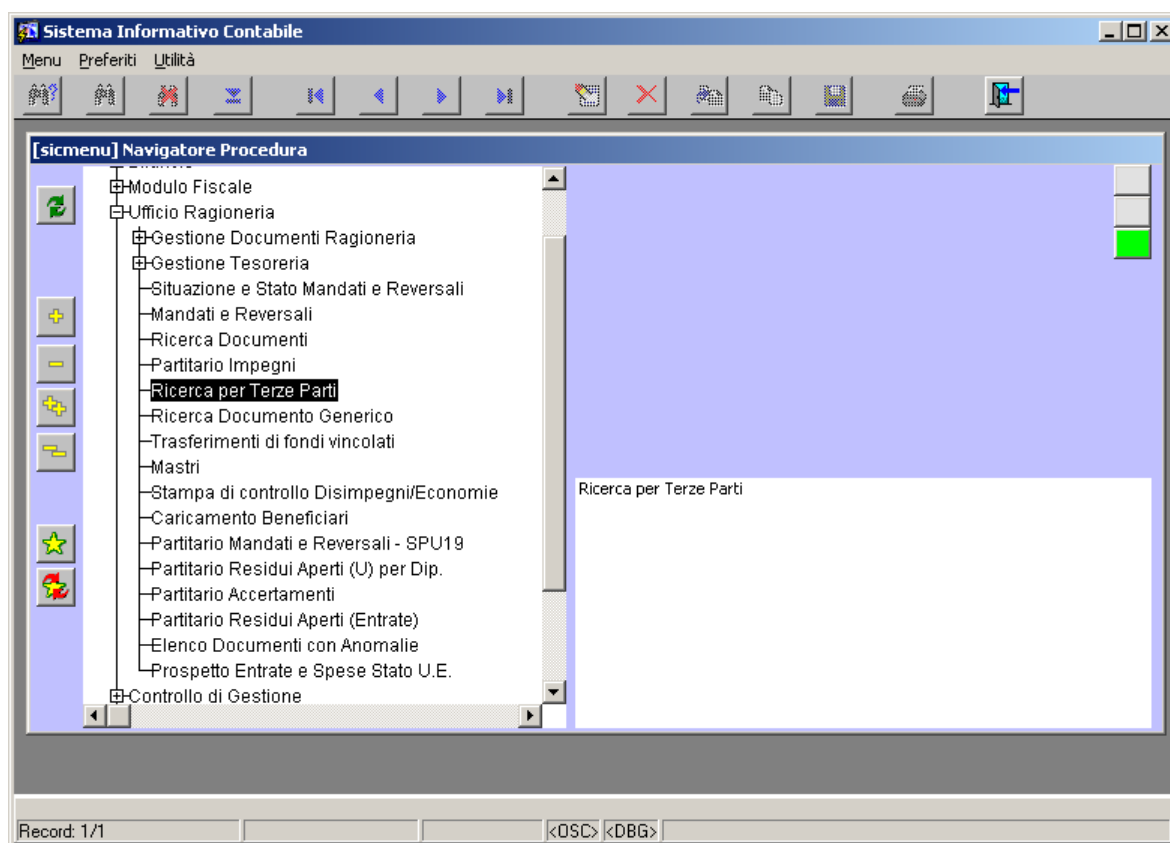 Sistema Informativo Contabile
Menu Preferiti Utilità
[sicmenu] Navigatore Procedura
Modulo Fiscale
Ufficio Ragioneria
Gestione Documenti Ragioneria
Gestione Tesoreria
Situazione e Stato Mandati e Reversali
Mandati e Reversali
Ricerca Documenti
Partitario Impegni
Ricerca per Terze Parti
Ricerca Documento Generico
Trasferimenti di fondi vincolati
Mastri
Stampa di controllo Disimpegni/Economie
Caricamento Beneficiari
Partitario Mandati e Reversali - SPU19
Partitario Residui Aperti (U) per Dip.
Partitario Accertamenti
Partitario Residui Aperti (Entrate)
Elenco Documenti con Anomalie
Prospetto Entrate e Spese Stato U.E.
Controllo di Gestione
Ricerca per Terze Parti
Record: 1/1 <OSC> <DBG>